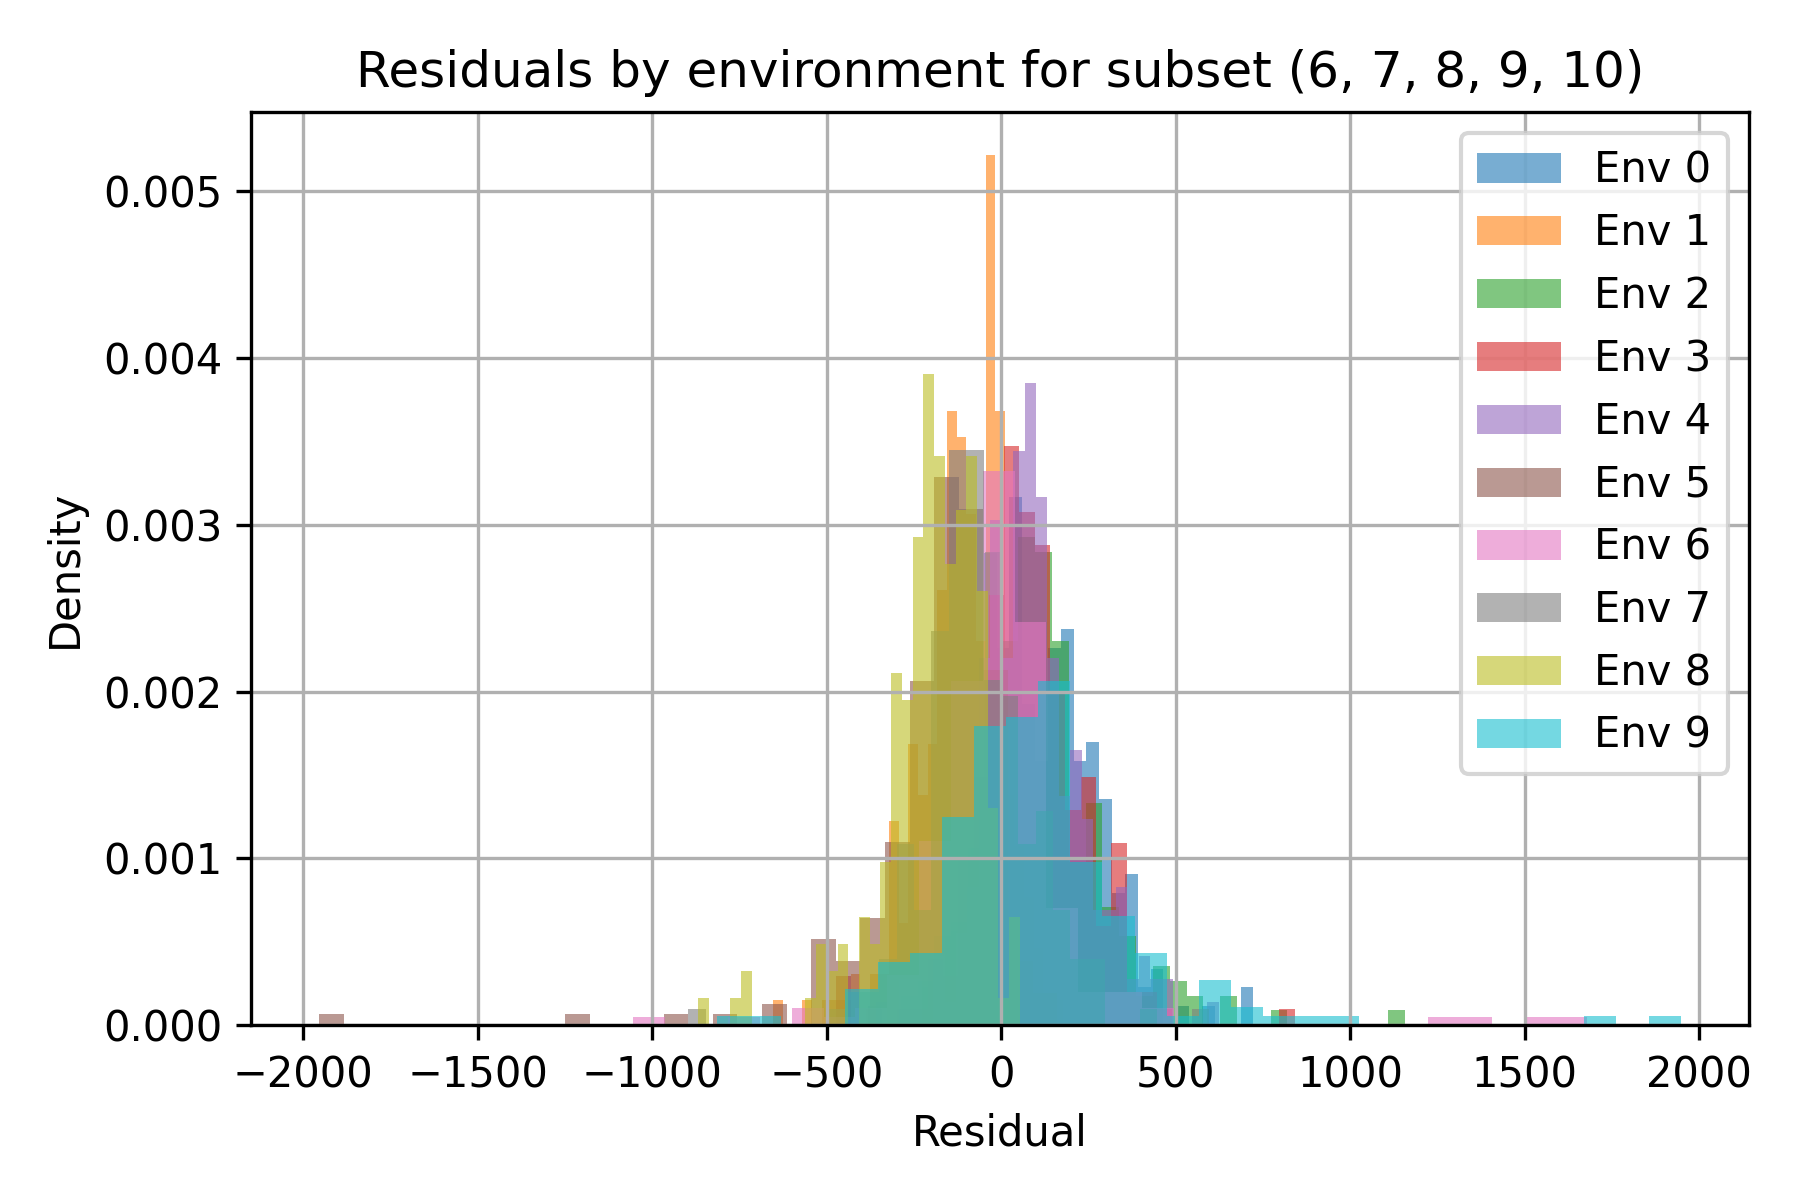 Residuals by environment for subset (6, 7, 8, 9, 10)
Density
0.005
0.004
0.003
0.002
0.001
0.000
−2000 −1500 −1000 −500 0 500 1000 1500 2000
Residual
Env 0
Env 1
Env 2
Env 3
Env 4
Env 5
Env 6
Env 7
Env 8
Env 9